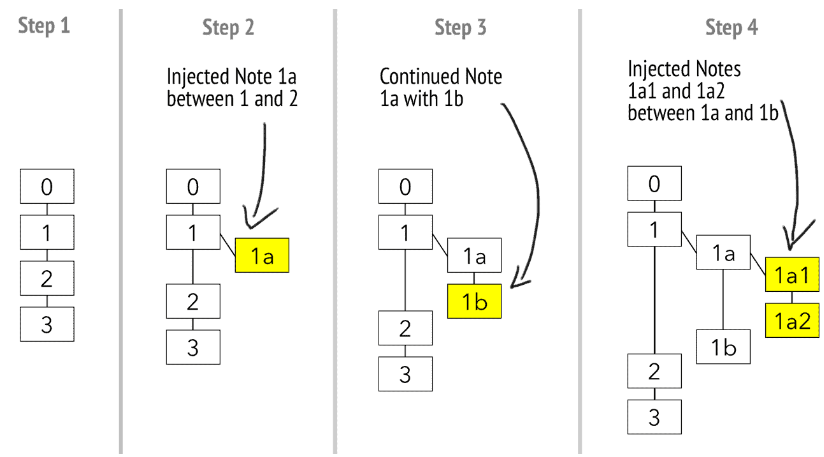 Step 1
0
1
2
3
Step 2
Injected Note 1a
between 1 and 2
0
1
1a
2
3
Step 3
Continued Note
1a with 1b
0
1
1a
1b
2
3
Step 4
Injected Notes
1a1 and 1a2
between 1a and 1b
0
1
1a
1a1
1a2
1b
2
3